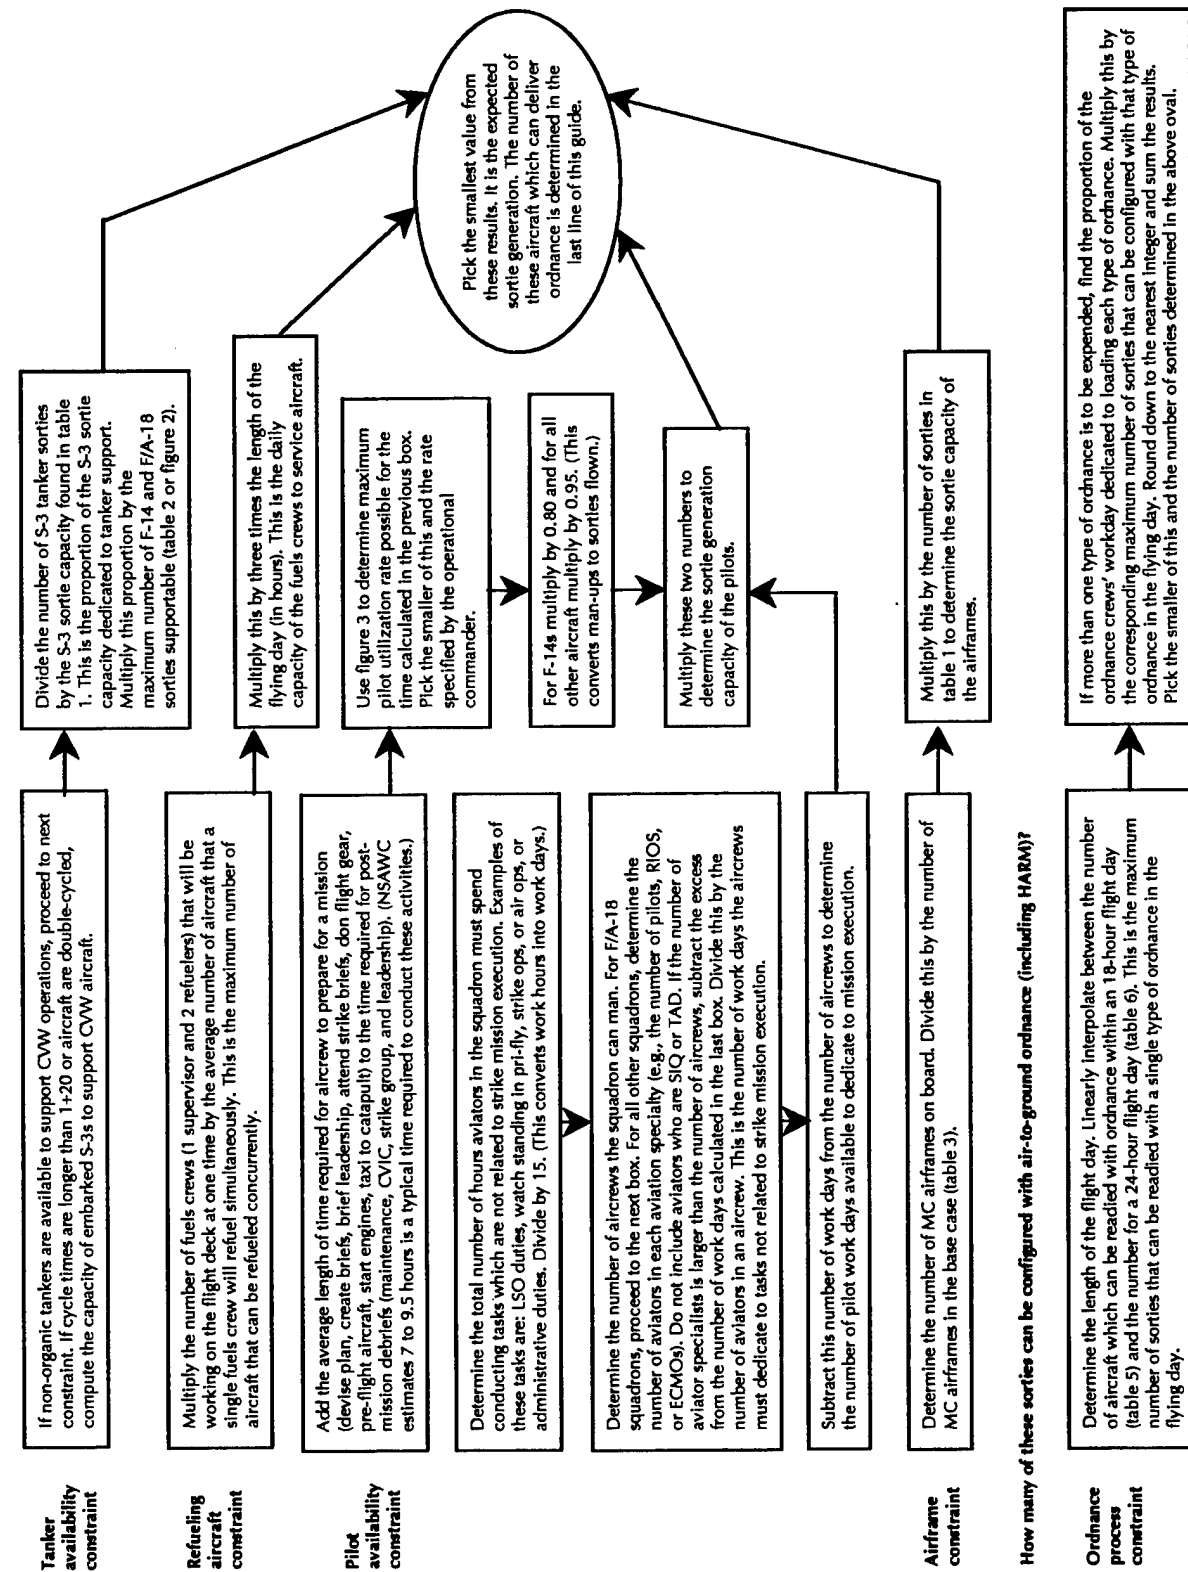 Tanker
availability
constraint
If non-organic tankers are available to support CVW operations, proceed to next
constraint. If cycle times are longer than 1+20 or aircraft are double-cycled,
compute the capacity of embarked S-3s to support CVW aircraft.
Divide the number of S-3 tanker sorties
by the S-3 sortie capacity found in table
1. This is the proportion of the S-3 sortie
capacity dedicated to tanker support.
Multiply this proportion by the
maximum number of F-14 and F/A-18
sorties supportable (table 2 or figure 2).
Refueling
aircraft
constraint
Multiply the number of fuels crews (1 supervisor and 2 refuelers) that will be
working on the flight deck at one time by the average number of aircraft that a
single fuels crew will refuel simultaneously. This is the maximum number of
aircraft that can be refueled concurrently.
Multiply this by three times the length of the
flying day (in hours). This is the daily
capacity of the fuels crews to service aircraft.
Pilot
availability
constraint
Add the average length of time required for aircrew to prepare for a mission
(devise plan, create briefs, brief leadership, attend strike briefs, don flight gear,
pre-flight aircraft, start engines, taxi to catapult) to the time required for post-
mission debriefs (maintenance, CVIC, strike group, and leadership). (NSAWC
estimates 7 to 9.5 hours is a typical time required to conduct these activities.)
Use figure 3 to determine maximum
pilot utilization rate possible for the
time calculated in the previous box.
Pick the smaller of this and the rate
specified by the operational
commander.
Determine the total number of hours aviators in the squadron must spend
conducting tasks which are not related to strike mission execution. Examples of
these tasks are: LSO duties, watch standing in pri-fly, strike ops, or air ops, or
administrative duties. Divide by 15. (This converts work hours into work days.)
For F-14s multiply by 0.80 and for all
other aircraft multiply by 0.95. (This
converts man-ups to sorties flown.)
Determine the number of aircrews the squadron can man. For F/A-18
squadrons, proceed to the next box. For all other squadrons, determine the
number of aviators in each aviation specialty (e.g., the number of pilots, RIOS,
or ECMOs). Do not include aviators who are SIQ or TAD. If the number of
aviator specialists is larger than the number of aircrews, subtract the excess
from the number of work days calculated in the last box. Divide this by the
number of aviators in an aircrew. This is the number of work days the aircrews
must dedicate to tasks not related to strike mission execution.
Multiply these two numbers to
determine the sortie generation
capacity of the pilots.
Subtract this number of work days from the number of aircrews to determine
the number of pilot work days available to dedicate to mission execution.
Airframe
constraint
Determine the number of MC airframes on board. Divide this by the number of
MC airframes in the base case (table 3).
Multiply this by the number of sorties in
table 1 to determine the sortie capacity of
the airframes.
Pick the smallest value from
these results. It is the expected
sortie generation. The number of
these aircraft which can deliver
ordnance is determined in the
last line of this guide.
How many of these sorties can be configured with air-to-ground ordnance (including HARM)?
Ordnance
process
constraint
Determine the length of the flight day. Linearly interpolate between the number
of aircraft which can be readied with ordnance within an 18-hour flight day
(table 5) and the number for a 24-hour flight day (table 6). This is the maximum
number of sorties that can be readied with a single type of ordnance in the
flying day.
If more than one type of ordnance is to be expended, find the proportion of the
ordnance crews' workday dedicated to loading each type of ordnance. Multiply this by
the corresponding maximum number of sorties that can be configured with that type of
ordnance in the flying day. Round down to the nearest integer and sum the results.
Pick the smaller of this and the number of sorties determined in the above oval.